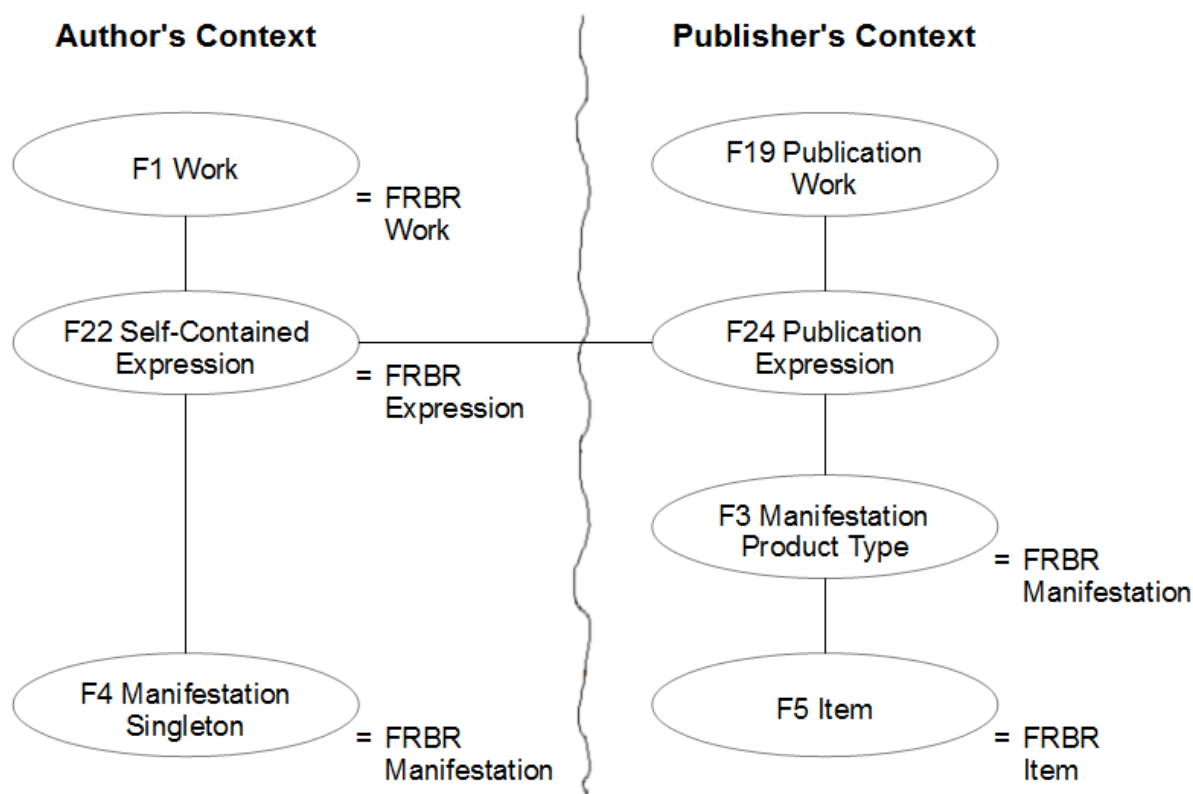 Author's Context
Publisher's Context
F1 Work
= FRBR
Work
F19 Publication
Work
F22 Self-Contained
Expression
= FRBR
Expression
F24 Publication
Expression
F3 Manifestation
Product Type
= FRBR
Manifestation
F4 Manifestation
Singleton
= FRBR
Manifestation
F5 Item
= FRBR
Item